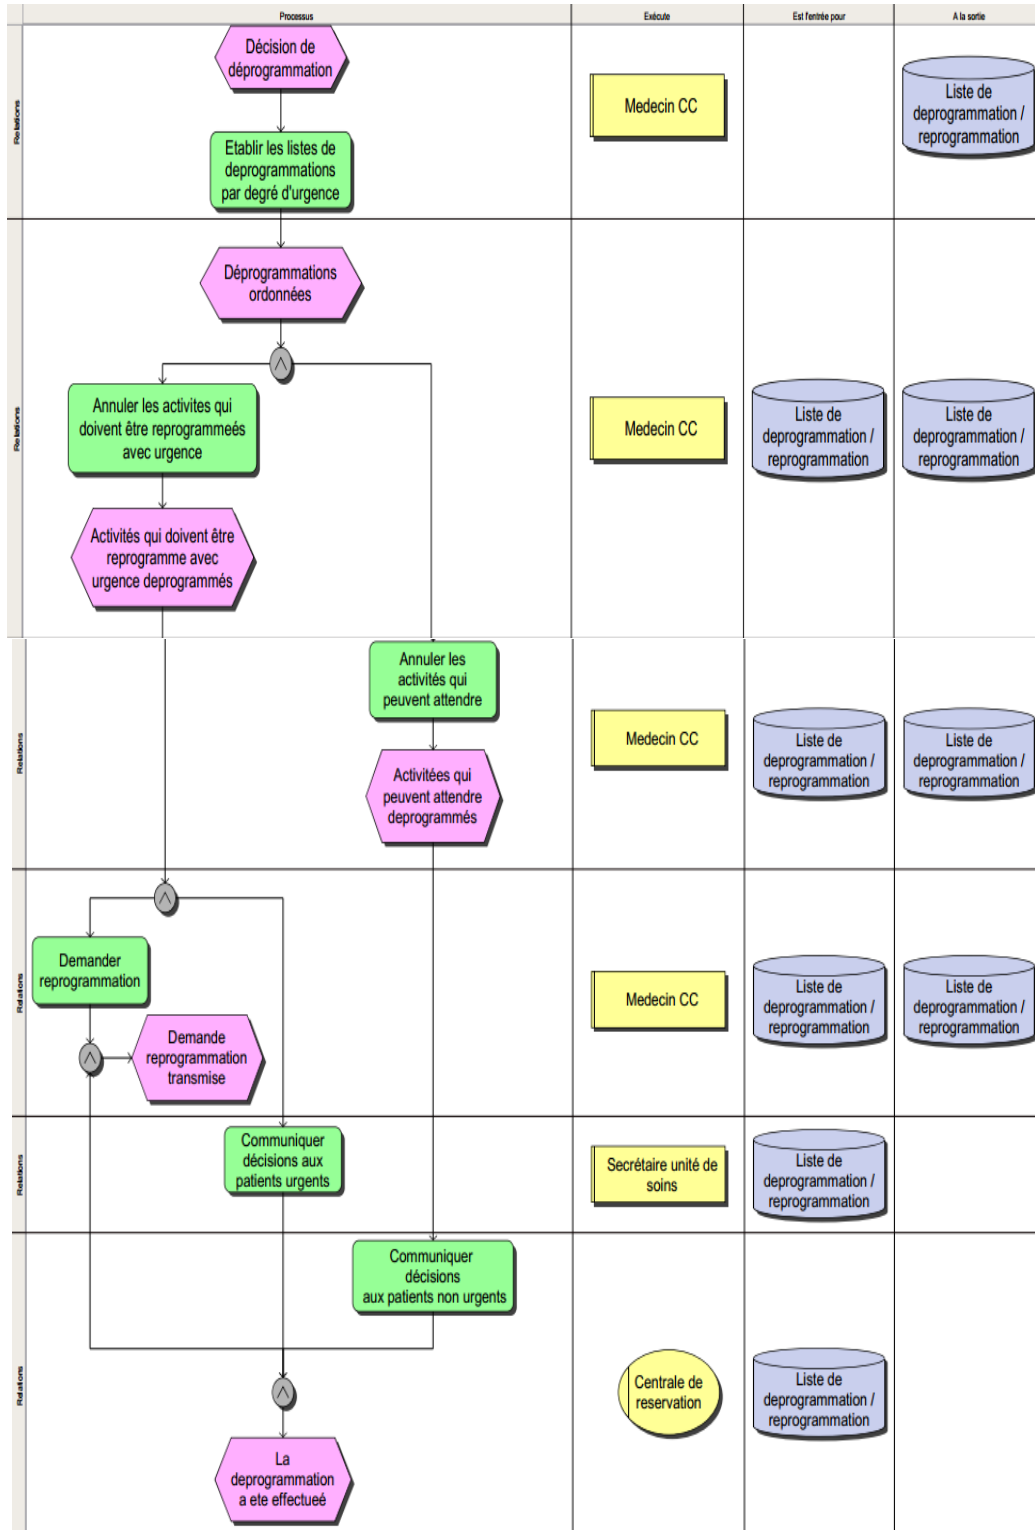 Processus
Exécute
Est l'entrée pour
A la sortie
Relations
Décision de
déprogrammation
Etablir les listes de
deprogrammations
par degré d'urgence
Medecin CC
Liste de
deprogrammation /
reprogrammation
Relations
Déprogrammations
ordonnées
∧
Annuler les activites qui
doivent être reprogrammeés
avec urgence
Activités qui doivent être
reprogramme avec
urgence deprogrammés
Medecin CC
Liste de
deprogrammation /
reprogrammation
Liste de
deprogrammation /
reprogrammation
Relations
Annuler les
activités qui
peuvent attendre
Activitées qui
peuvent attendre
deprogrammés
Medecin CC
Liste de
deprogrammation /
reprogrammation
Liste de
deprogrammation /
reprogrammation
Relations
∧
Demander
reprogrammation
∧
Demande
reprogrammation
transmise
Medecin CC
Liste de
deprogrammation /
reprogrammation
Liste de
deprogrammation /
reprogrammation
Relations
Communiquer
décisions aux
patients urgents
Secrétaire unité de
soins
Liste de
deprogrammation /
reprogrammation
Relations
Communiquer
décisions
aux patients non urgents
∧
La
deprogrammation
a ete effectueé
Centrale de
reservation
Liste de
deprogrammation /
reprogrammation